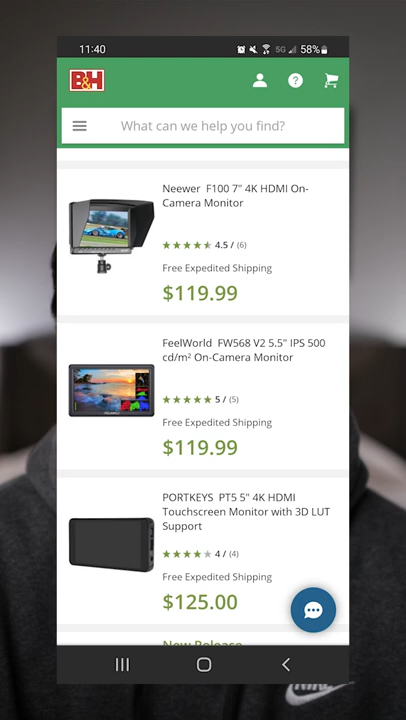 11:40
5G
58%
B&H
What can we help you find?
Neewer F100 7" 4K HDMI On-
Camera Monitor
4.5 / (6)
Free Expedited Shipping
$119.99
FeelWorld FW568 V2 5.5" IPS 500
cd/m² On-Camera Monitor
5 / (5)
Free Expedited Shipping
$119.99
PORTKEYS PT5 5" 4K HDMI
Touchscreen Monitor with 3D LUT
Support
4 / (4)
Free Expedited Shipping
$125.00
New Release